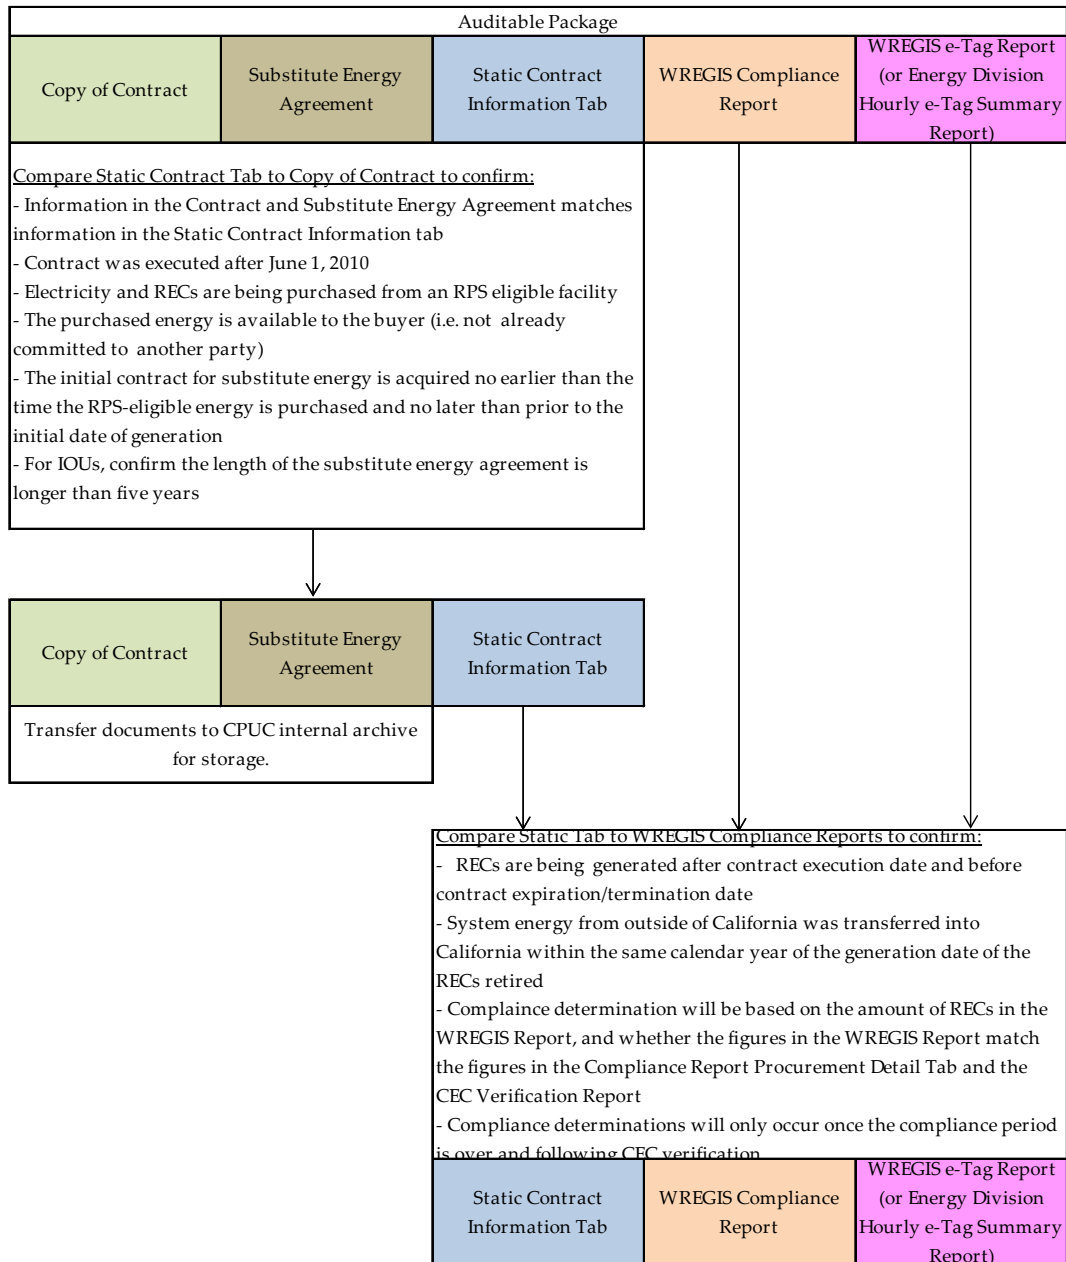 Auditable Package
Copy of Contract
Substitute Energy
Agreement
Static Contract
Information Tab
WREGIS Compliance
Report
WREGIS e-Tag Report
(or Energy Division
Hourly e-Tag Summary
Report)
Compare Static Contract Tab to Copy of Contract to confirm:
- Information in the Contract and Substitute Energy Agreement matches
information in the Static Contract Information tab
- Contract was executed after June 1, 2010
- Electricity and RECs are being purchased from an RPS eligible facility
- The purchased energy is available to the buyer (i.e. not already
committed to another party)
- The initial contract for substitute energy is acquired no earlier than the
time the RPS-eligible energy is purchased and no later than prior to the
initial date of generation
- For IOUs, confirm the length of the substitute energy agreement is
longer than five years
Copy of Contract
Substitute Energy
Agreement
Static Contract
Information Tab
Transfer documents to CPUC internal archive
for storage.
Compare Static Tab to WREGIS Compliance Reports to confirm:
- RECs are being generated after contract execution date and before
contract expiration/termination date
- System energy from outside of California was transferred into
California within the same calendar year of the generation date of the
RECs retired
- Complaince determination will be based on the amount of RECs in the
WREGIS Report, and whether the figures in the WREGIS Report match
the figures in the Compliance Report Procurement Detail Tab and the
CEC Verification Report
- Compliance determinations will only occur once the compliance period
is over and following CEC verification
Static Contract
Information Tab
WREGIS Compliance
Report
WREGIS e-Tag Report
(or Energy Division
Hourly e-Tag Summary
Report)